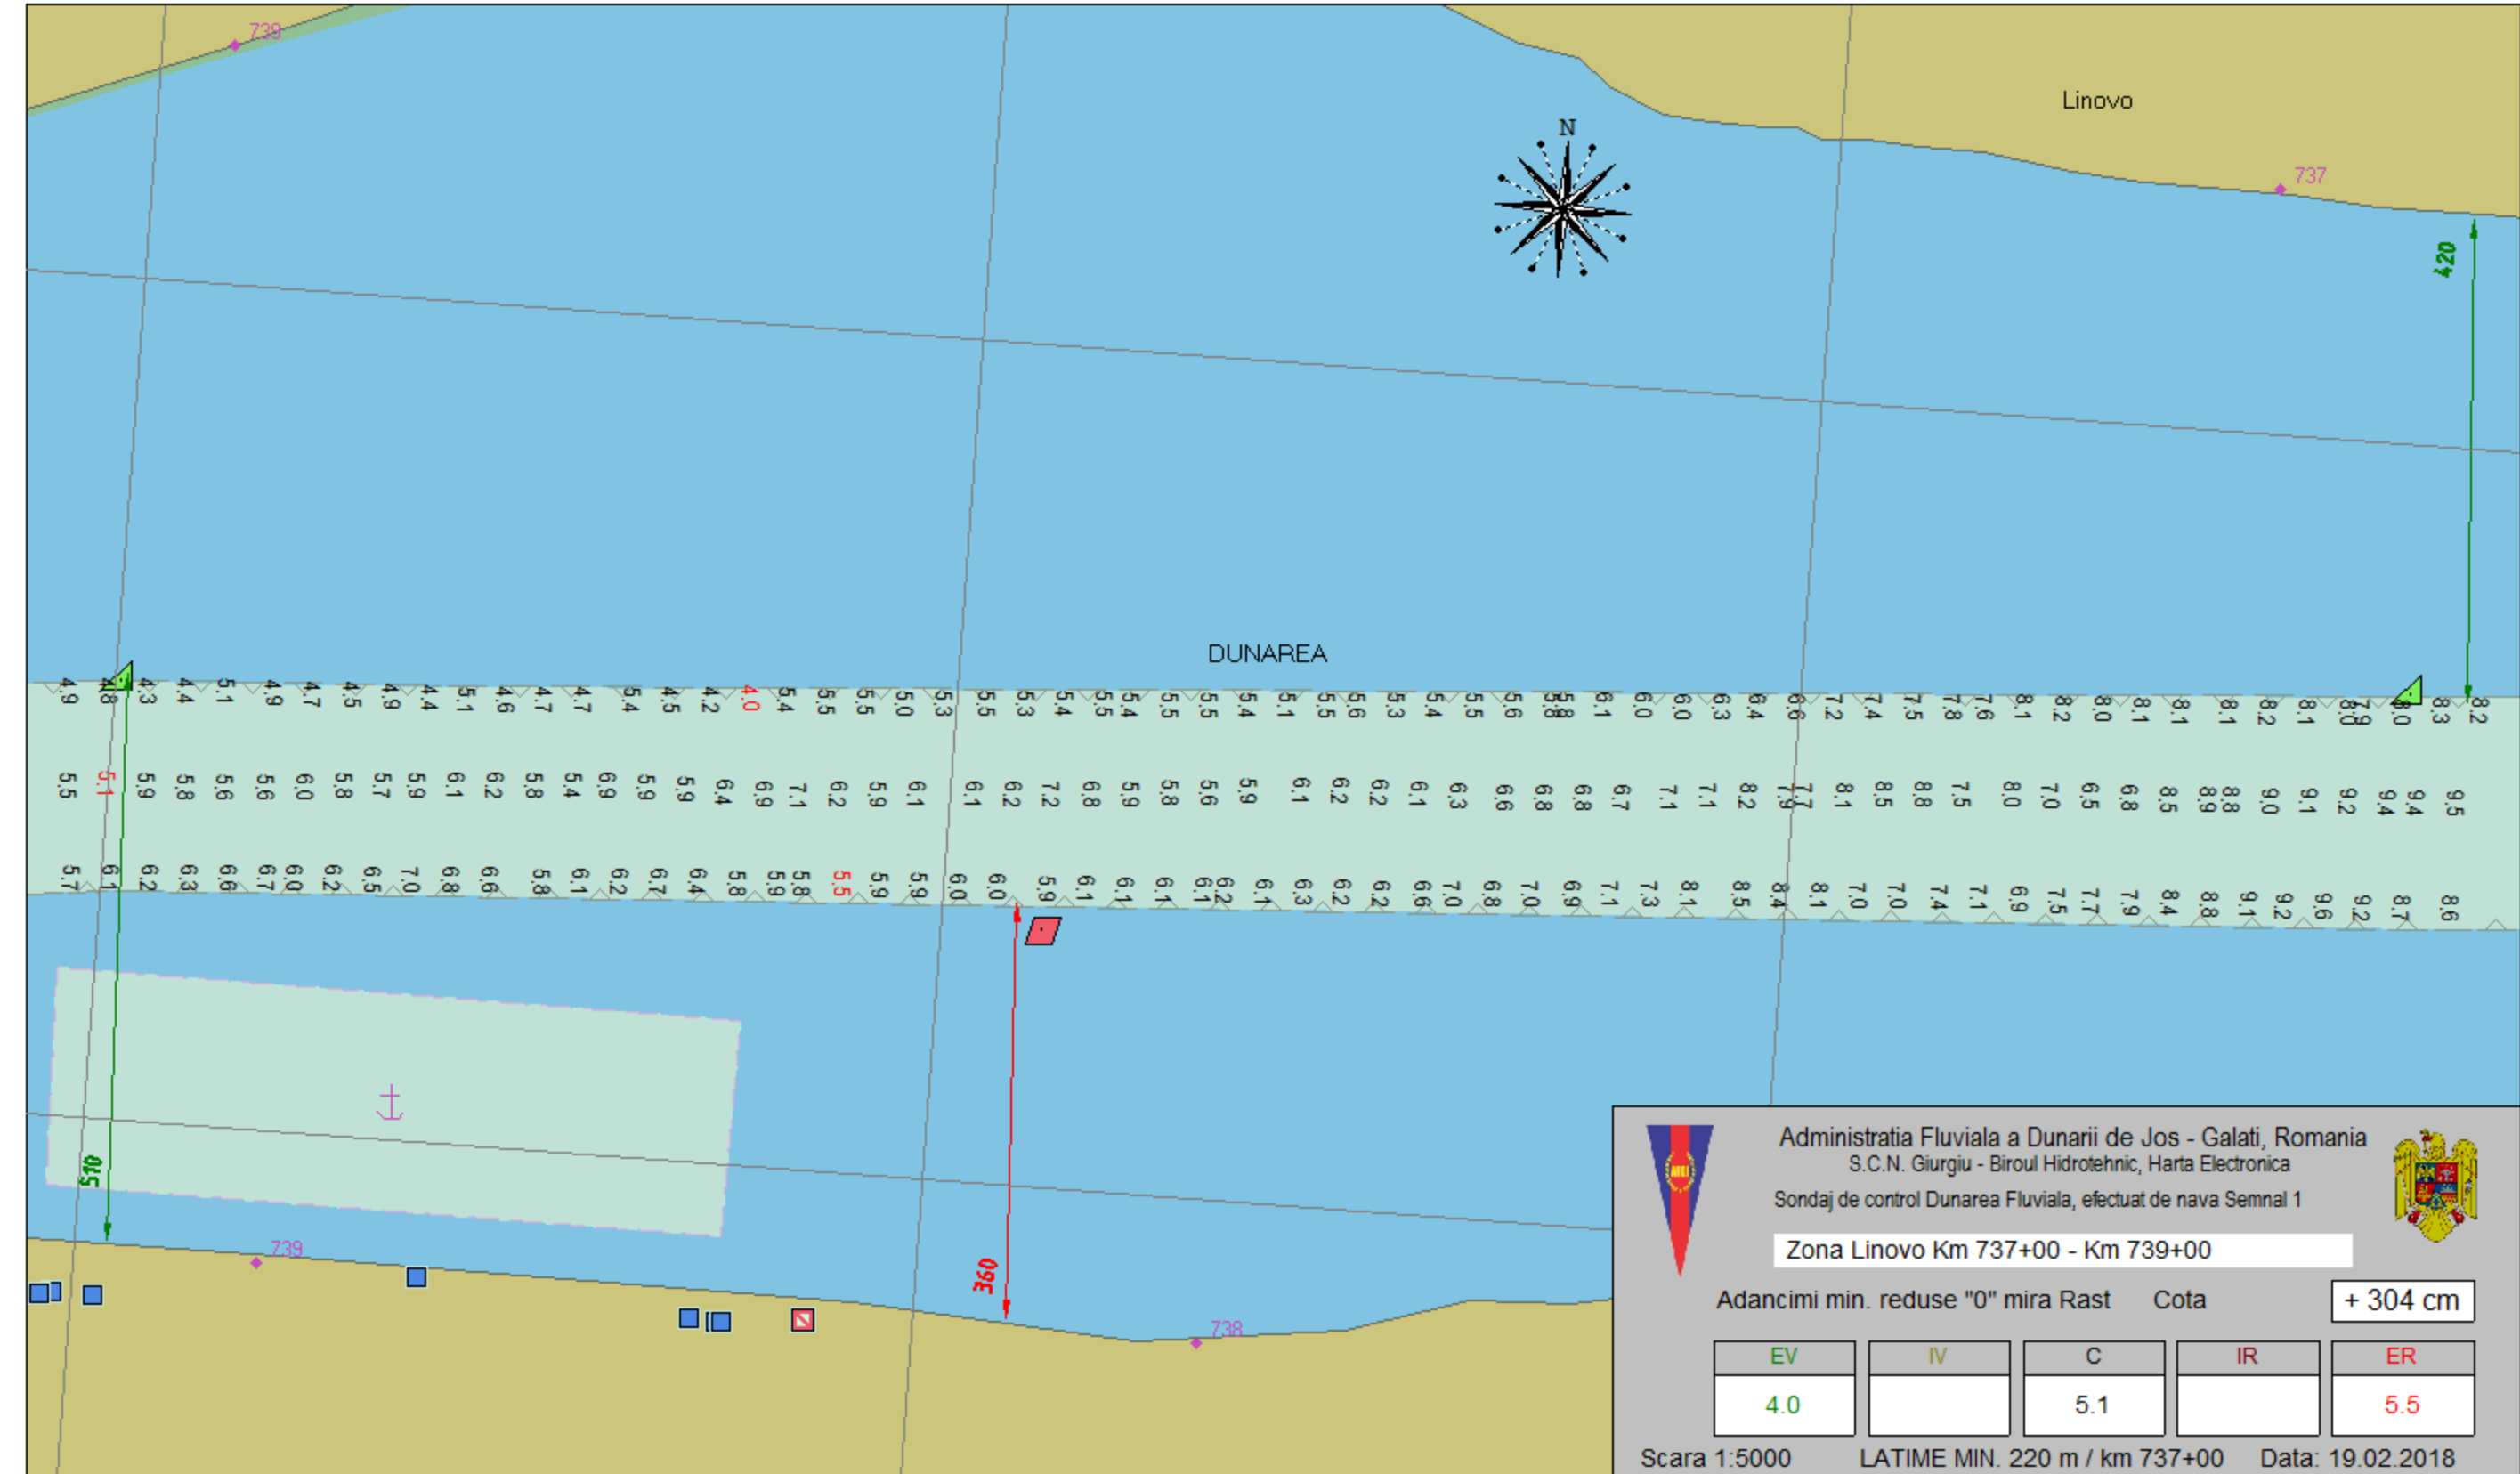 739
N
Linovo
737
420
DUNAREA
4.9 4.8 4.3 4.4 5.1 4.9 4.7 4.5 4.9 4.4 5.1 4.6 4.7 4.7 5.4 4.5 4.2 4.0 5.4 5.5 5.5 5.0 5.3 5.5 5.3 5.4 5.5 5.4 5.5 5.5 5.4 5.1 5.5 5.6 5.3 5.4 5.5 5.6 5.8 6.1 6.0 6.0 6.3 6.4 6.6 7.2 7.4 7.5 7.8 7.6 8.1 8.2 8.0 8.1 8.1 8.1 8.2 8.1 8.0 7.9 8.0 8.3 8.2
5.5 5.1 5.9 5.8 5.6 5.6 6.0 5.8 5.7 5.9 6.1 6.2 5.8 5.4 6.9 5.9 5.9 6.4 6.9 7.1 6.2 5.9 6.1 6.1 6.2 7.2 6.8 5.9 5.8 5.6 5.9 6.1 6.2 6.2 6.1 6.3 6.6 6.8 6.8 6.7 7.1 7.1 8.2 7.9 7.7 8.1 8.5 8.8 7.5 8.0 7.0 6.5 6.8 8.5 8.9 8.8 9.0 9.1 9.2 9.4 9.4 9.5
5.7 6.1 6.2 6.3 6.6 6.7 6.0 6.2 6.5 7.0 6.8 6.6 5.8 6.1 6.2 6.7 6.4 5.8 5.9 5.8 5.5 5.9 5.9 6.0 6.0 5.9 6.1 6.1 6.1 6.1 6.2 6.1 6.3 6.2 6.2 6.6 7.0 6.8 7.0 6.9 7.1 7.3 8.1 8.5 8.4 8.1 7.0 7.0 7.4 7.1 6.9 7.5 7.7 7.9 8.4 8.8 9.1 9.2 9.6 9.2 8.7 8.6
510
360
739
738
Administratia Fluviala a Dunarii de Jos - Galati, Romania
S.C.N. Giurgiu - Biroul Hidrotehnic, Harta Electronica
Sondaj de control Dunarea Fluviala, efectuat de nava Semnal 1
Zona Linovo Km 737+00 - Km 739+00
Adancimi min. reduse "0" mira Rast Cota + 304 cm
EV IV C IR ER
4.0 5.1 5.5
Scara 1:5000 LATIME MIN. 220 m / km 737+00 Data: 19.02.2018